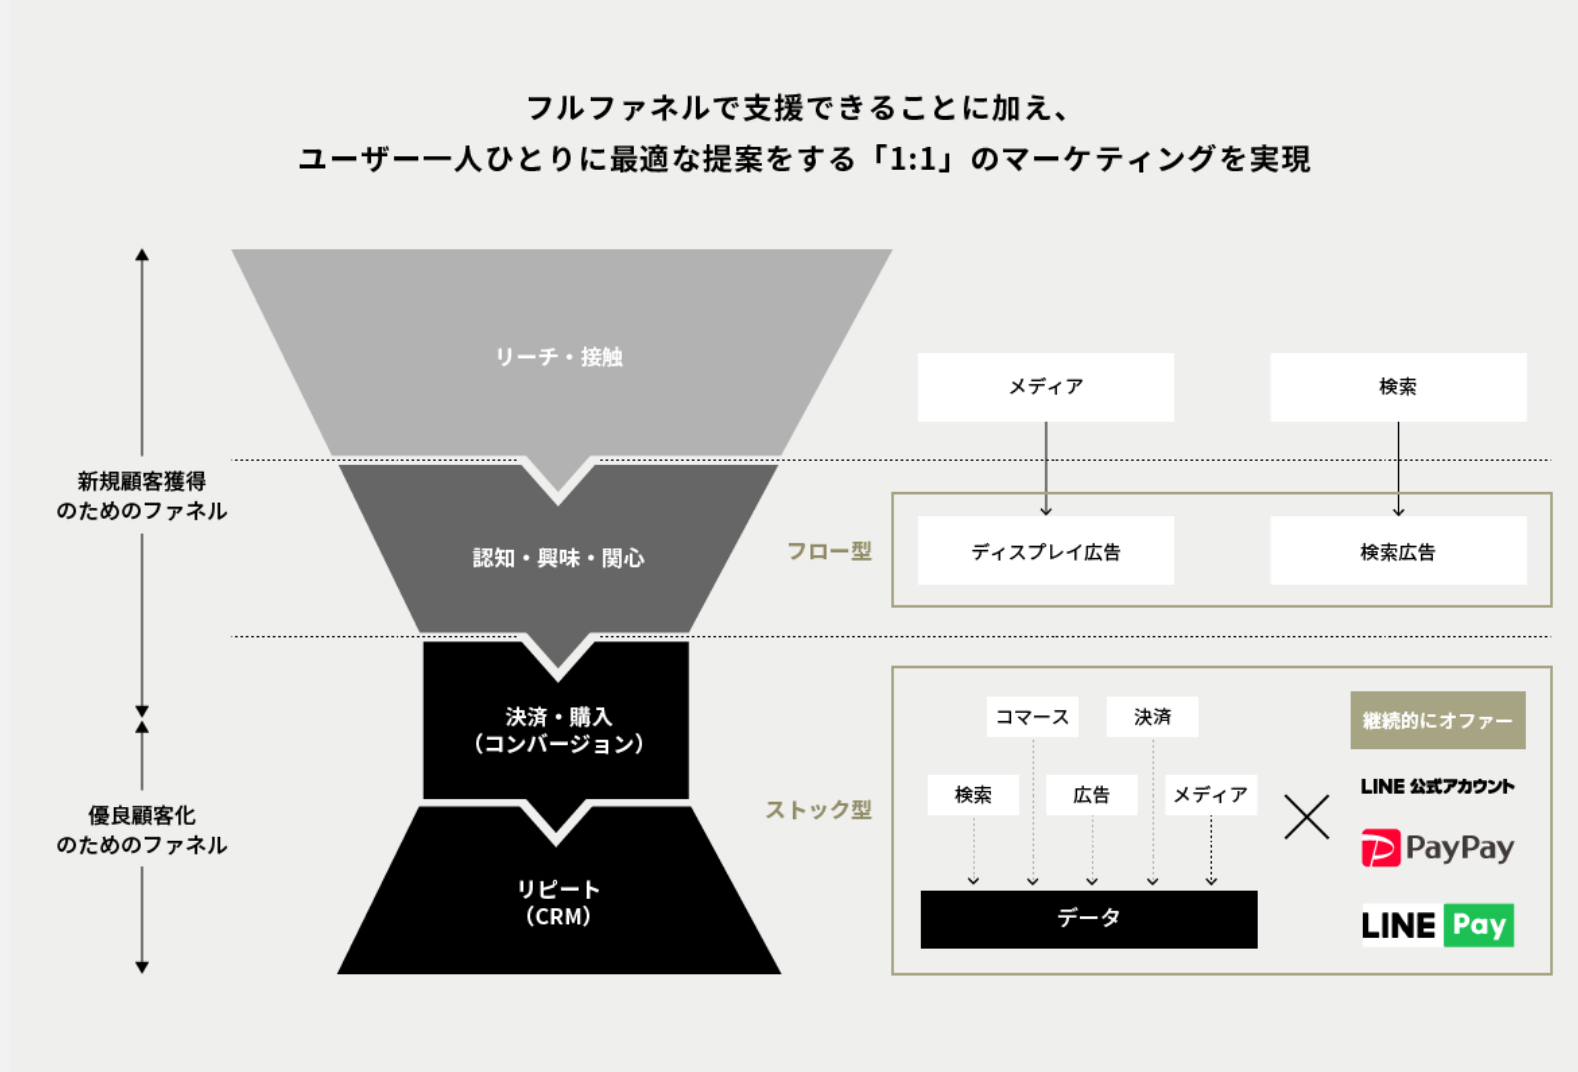 フルファネルで支援できることに加え、
ユーザー一人ひとりに最適な提案をする「1:1」のマーケティングを実現
新規顧客獲得
のためのファネル
優良顧客化
のためのファネル
リーチ・接触
認知・興味・関心
決済・購入
（コンバージョン）
リピート
（CRM）
メディア
検索
フロー型
ディスプレイ広告
検索広告
ストック型
コマース
決済
検索
広告
メディア
データ
継続的にオファー
LINE 公式アカウント
PayPay
LINE Pay